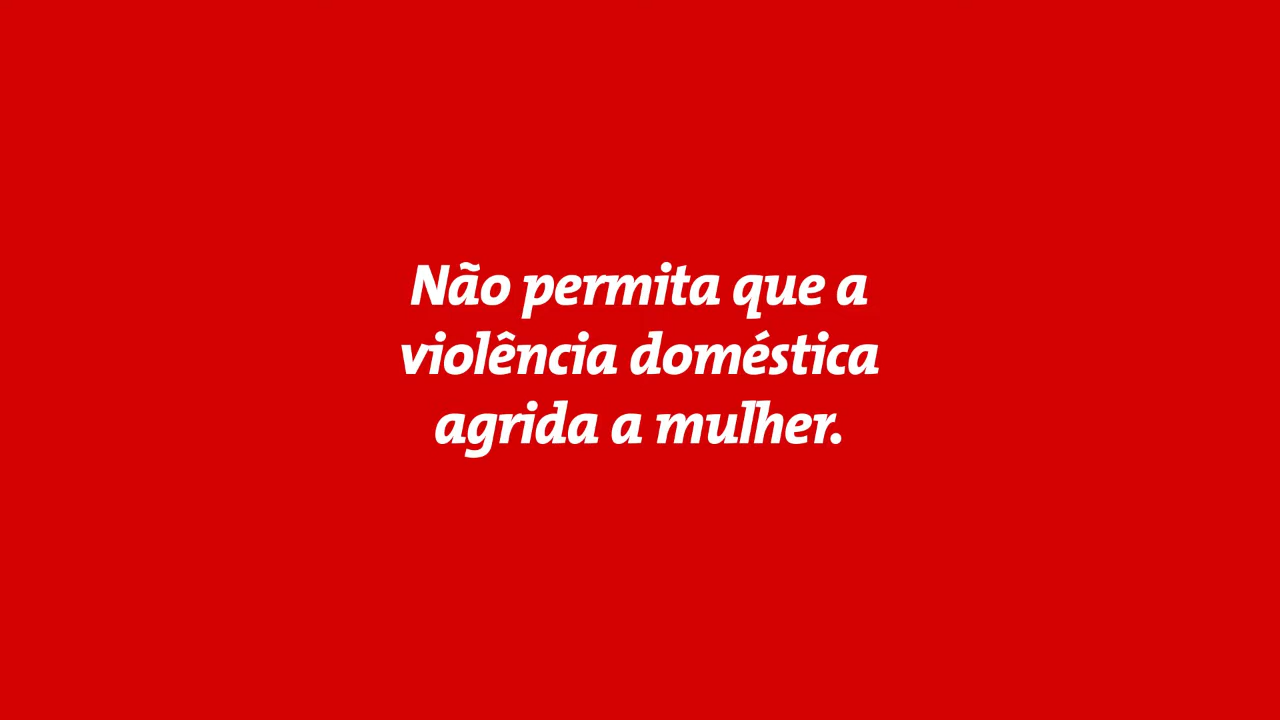 Não permita que a
violência doméstica
agrida a mulher.